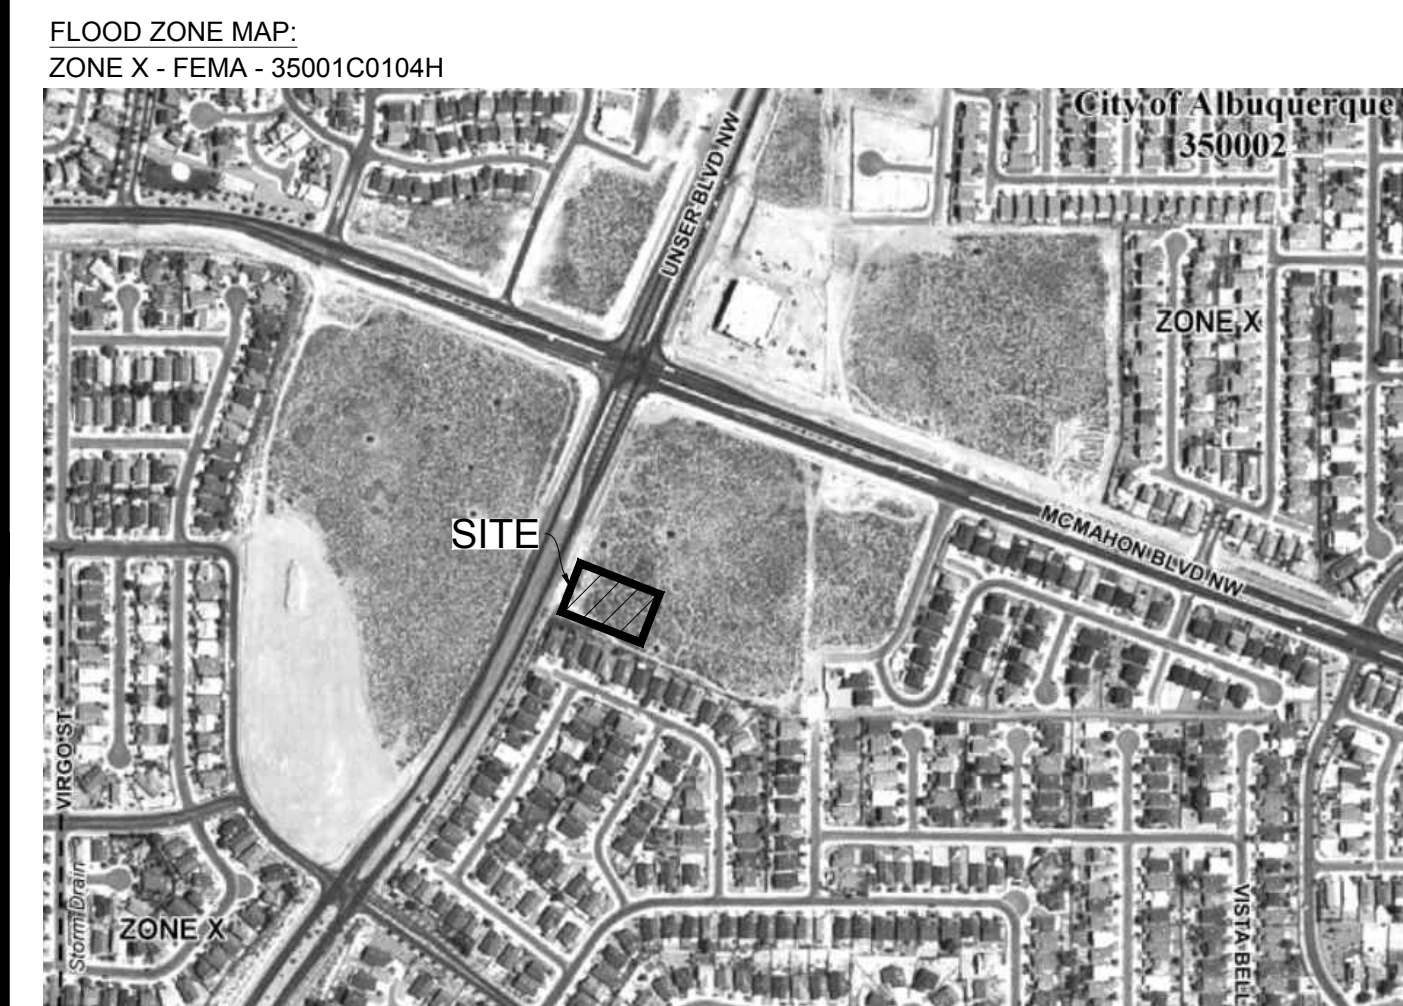 FLOOD ZONE MAP:
ZONE X - FEMA - 35001C0104H
City of Albuquerque
350002
UNSER BLVD NW
ZONE X
SITE
MCMAHON BLVD NW
VIRGO ST
Storm Drain
ZONE X
VISTA BELL